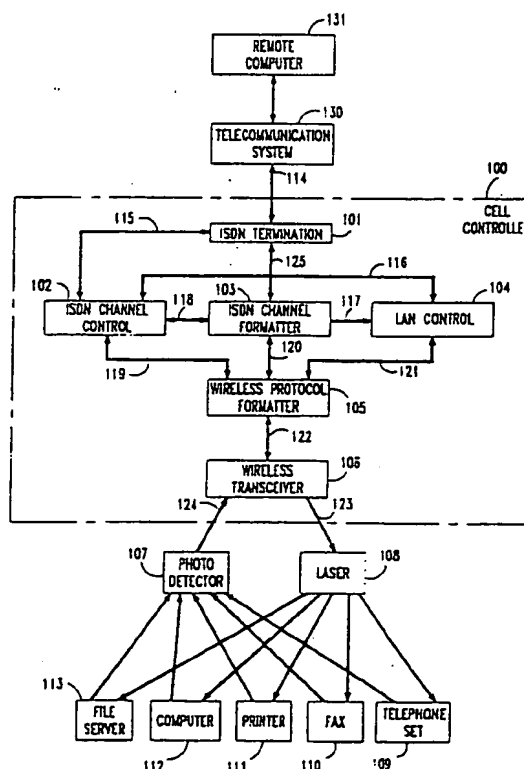 131
REMOTE
COMPUTER
130
TELECOMMUNICATION
SYSTEM
114
100
CELL
CONTROLLE
115
101
ISDN TERMINATION
125
116
102
103
104
ISDN CHANNEL
CONTROL
118
ISDN CHANNEL
FORMATTER
117
LAN CONTROL
119
120
121
WIRELESS PROTOCOL
FORMATTER
105
122
106
WIRELESS
TRANSCEIVER
124
123
107
PHOTO
DETECTOR
LASER
108
113
FILE
SERVER
COMPUTER
PRINTER
FAX
TELEPHONE
SET
112
111
110
109